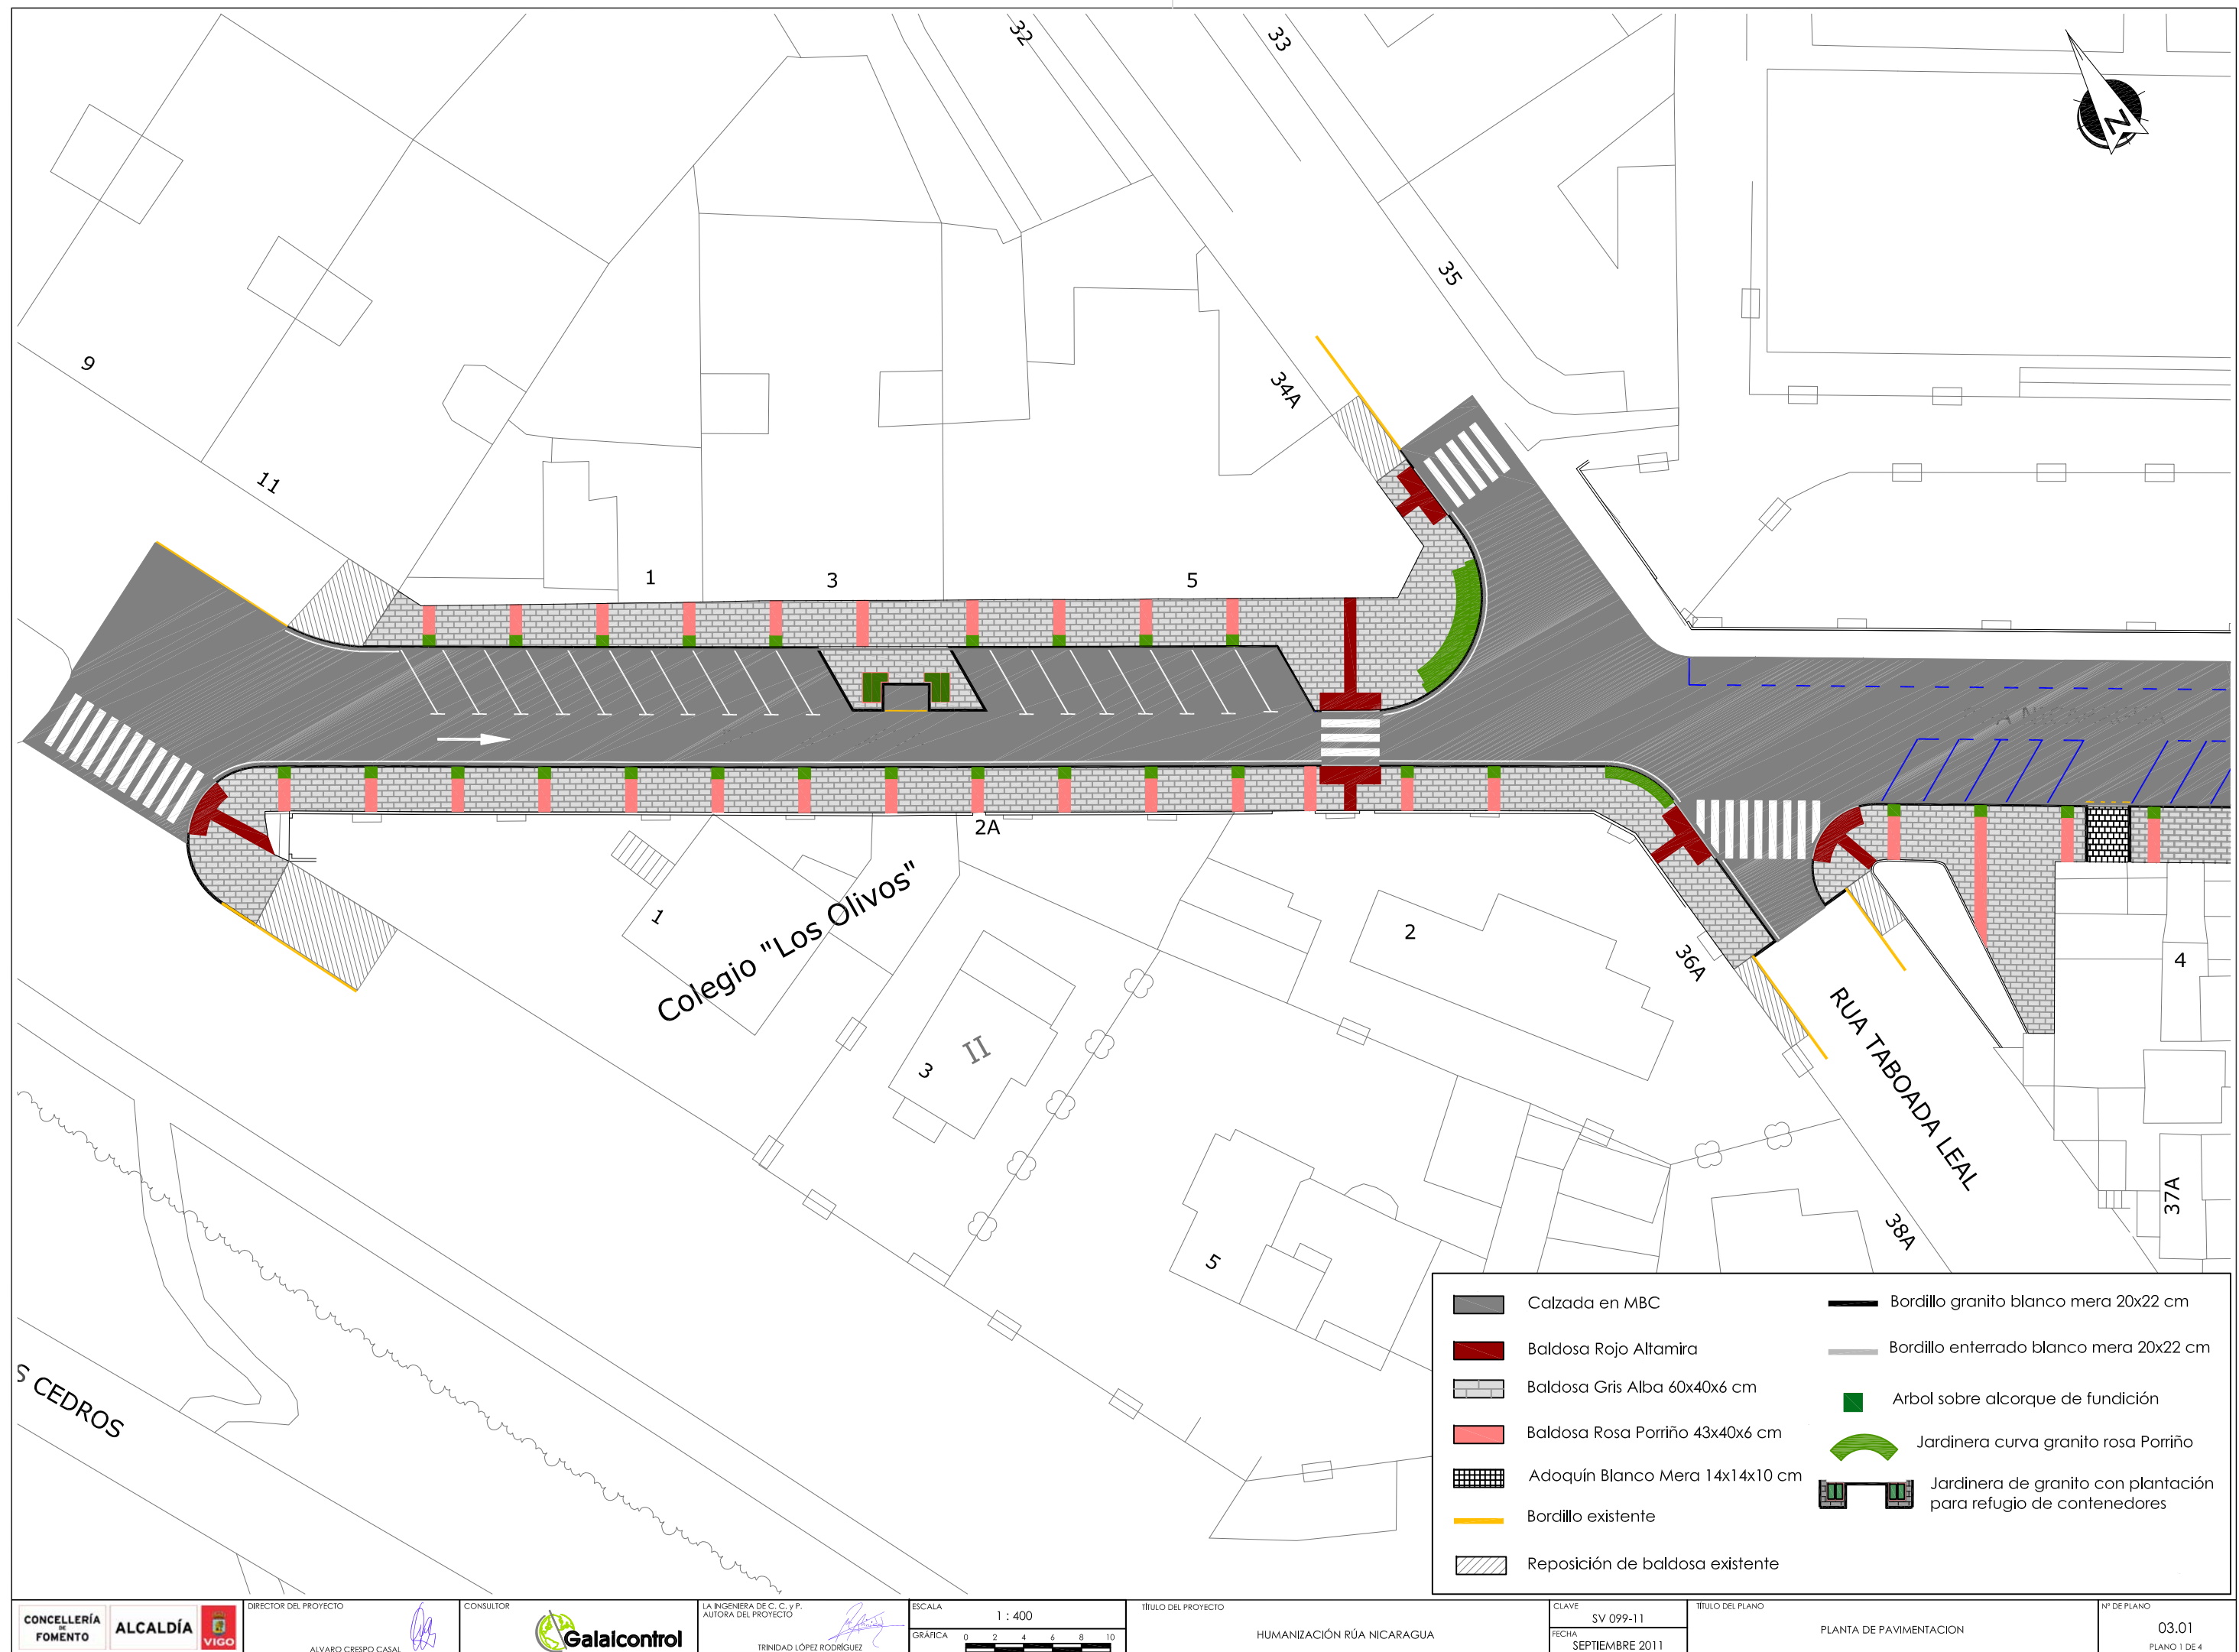 32
33
35
34A
9
11
1
3
5
2A
Colegio "Los Olivos"
1
3
II
2
5
36A
4
RUA TABOADA LEAL
37A
38A
S CEDROS
N
Calzada en MBC
Baldosa Rojo Altamira
Baldosa Gris Alba 60x40x6 cm
Baldosa Rosa Porriño 43x40x6 cm
Adoquín Blanco Mera 14x14x10 cm
Bordillo existente
Reposición de baldosa existente
Bordillo granito blanco mera 20x22 cm
Bordillo enterrado blanco mera 20x22 cm
Arbol sobre alcorque de fundición
Jardinera curva granito rosa Porriño
Jardinera de granito con plantación
para refugio de contenedores
CONCELLERÍA
DE
FOMENTO
ALCALDÍA
VIGO
DIRECTOR DEL PROYECTO
ALVARO CRESPO CASAL
CONSULTOR
Galaicontrol
LA INGENIERA DE C. C. y P.
AUTORA DEL PROYECTO
TRINIDAD LÓPEZ RODRÍGUEZ
ESCALA
1 : 400
GRÁFICA
0 2 4 6 8 10
TÍTULO DEL PROYECTO
HUMANIZACIÓN RÚA NICARAGUA
CLAVE
SV 099-11
FECHA
SEPTIEMBRE 2011
TÍTULO DEL PLANO
PLANTA DE PAVIMENTACION
Nº DE PLANO
03.01
PLANO 1 DE 4